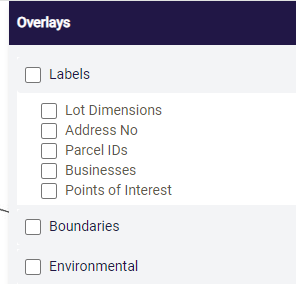 Overlays
Labels
Lot Dimensions
Address No
Parcel IDs
Businesses
Points of Interest
Boundaries
Environmental